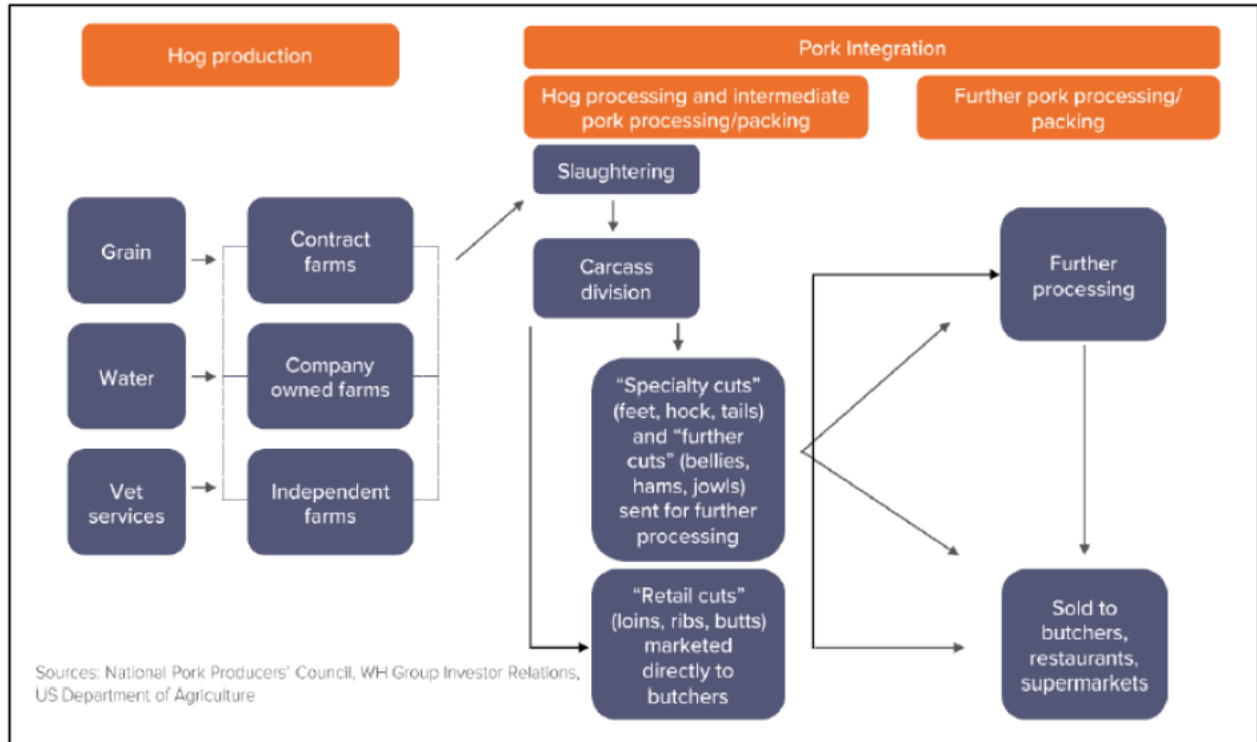 Hog production
Pork Integration
Hog processing and intermediate
pork processing/packing
Further pork processing/
packing
Slaughtering
Grain
Contract
farms
Carcass
division
Further
processing
Water
Company
owned farms
"Specialty cuts"
(feet, hock, tails)
and "further
cuts" (bellies,
hams, jowls)
sent for further
processing
Vet
services
Independent
farms
"Retail cuts"
(loins, ribs, butts)
marketed
directly to
butchers
Sold to
butchers,
restaurants,
supermarkets
Sources: National Pork Producers' Council, WH Group Investor Relations,
US Department of Agriculture